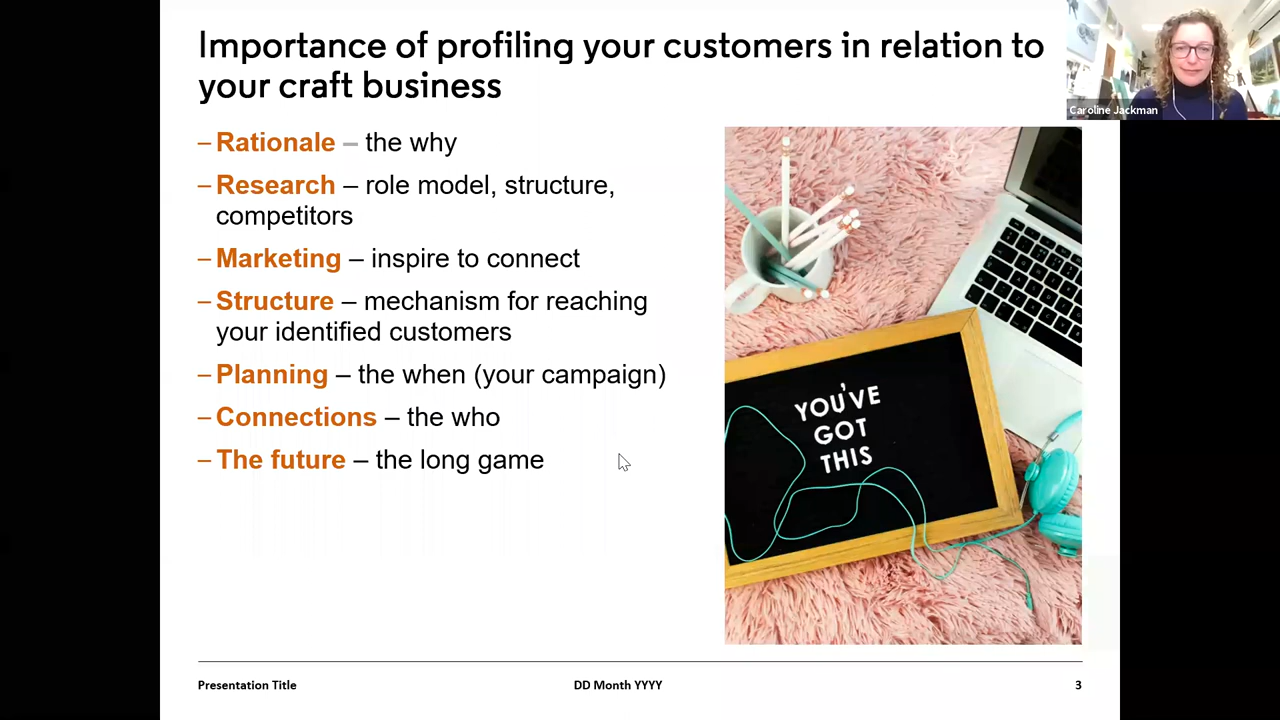 Importance of profiling your customers in relation to
your craft business
Caroline Jackman
– Rationale – the why
– Research – role model, structure,
competitors
– Marketing – inspire to connect
– Structure – mechanism for reaching
your identified customers
– Planning – the when (your campaign)
– Connections – the who
– The future – the long game
YOU'VE
GOT
THIS
Presentation Title
DD Month YYYY
3